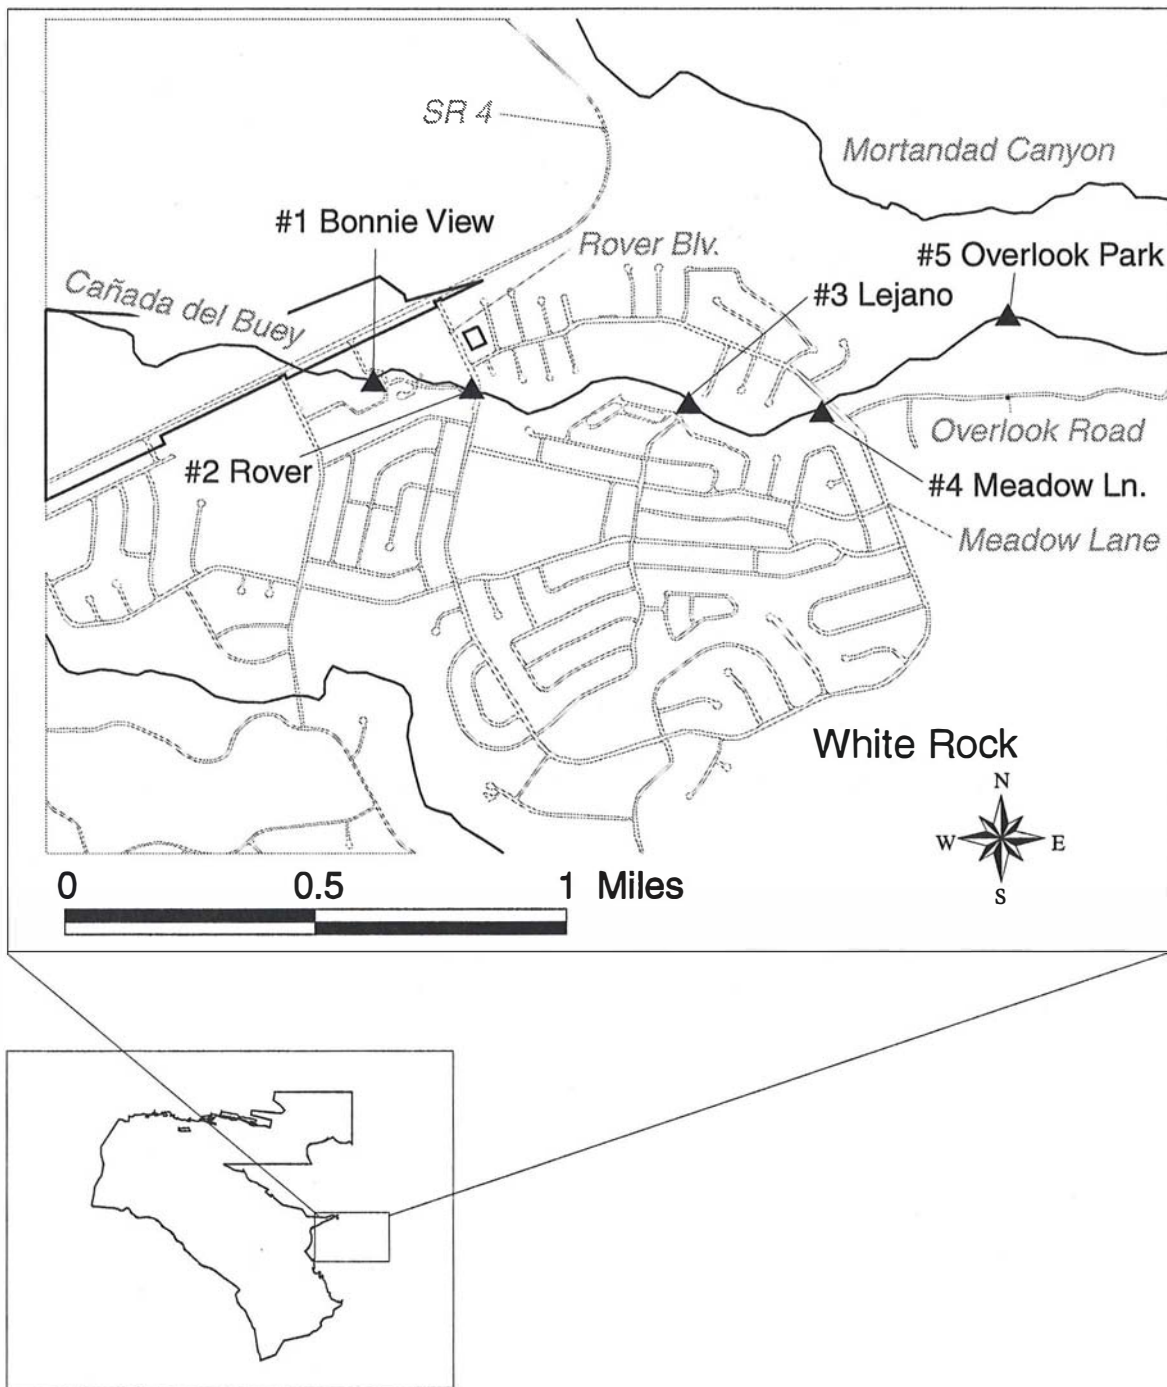 SR 4
Mortandad Canyon
#1 Bonnie View
Rover Blv.
#5 Overlook Park
Cañada del Buey
#3 Lejano
Overlook Road
#2 Rover
#4 Meadow Ln.
Meadow Lane
White Rock
N
W E
S
0 0.5 1 Miles